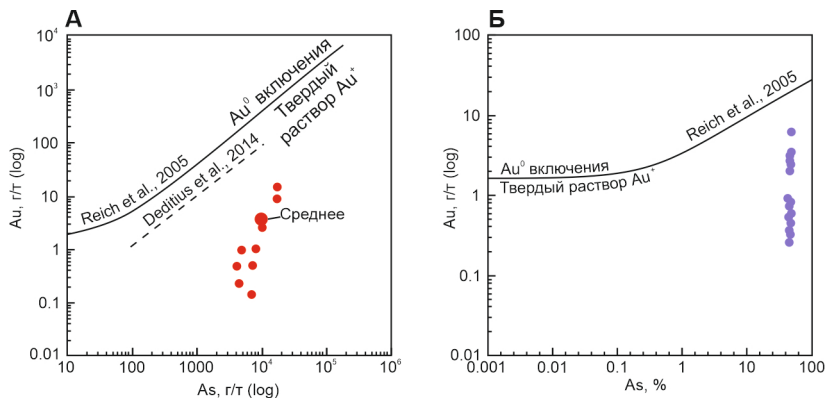 А
Au, г/т (log)
10⁴
10³
100
10
1
0.1
0.01
Au⁰ включения
Твердый
раствор Au⁺
Reich et al., 2005
Deditius et al., 2014
Среднее
10
100
1000
10⁴
10⁵
10⁶
As, г/т (log)
Б
Au, г/т (log)
100
10
1
0.1
0.01
Reich et al., 2005
Au⁰ включения
Твердый раствор Au⁺
0.001
0.01
0.1
1
10
100
As, %